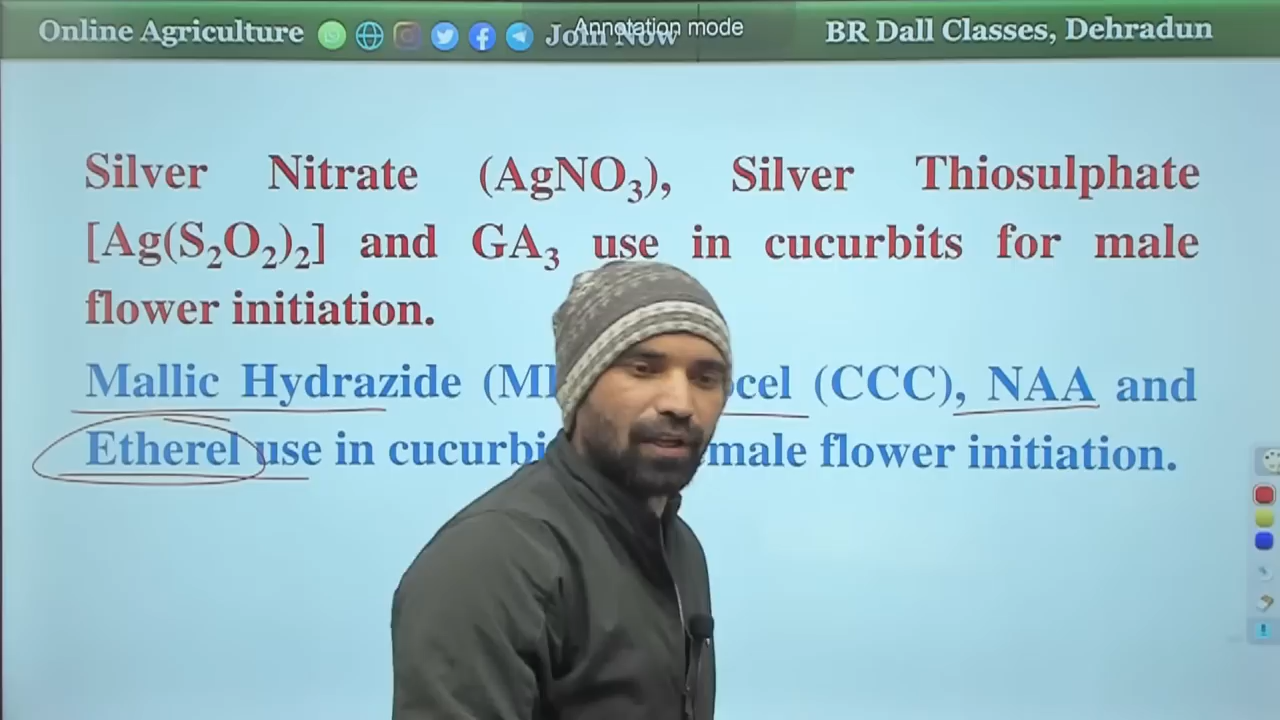 Online Agriculture Join Now Annotation mode BR Dall Classes, Dehradun
Silver Nitrate (AgNO₃), Silver Thiosulphate
[Ag(S₂O₂)₂] and GA₃ use in cucurbits for male
flower initiation.
Mallic Hydrazide (CCC), NAA and
Etherel use in male flower initiation.